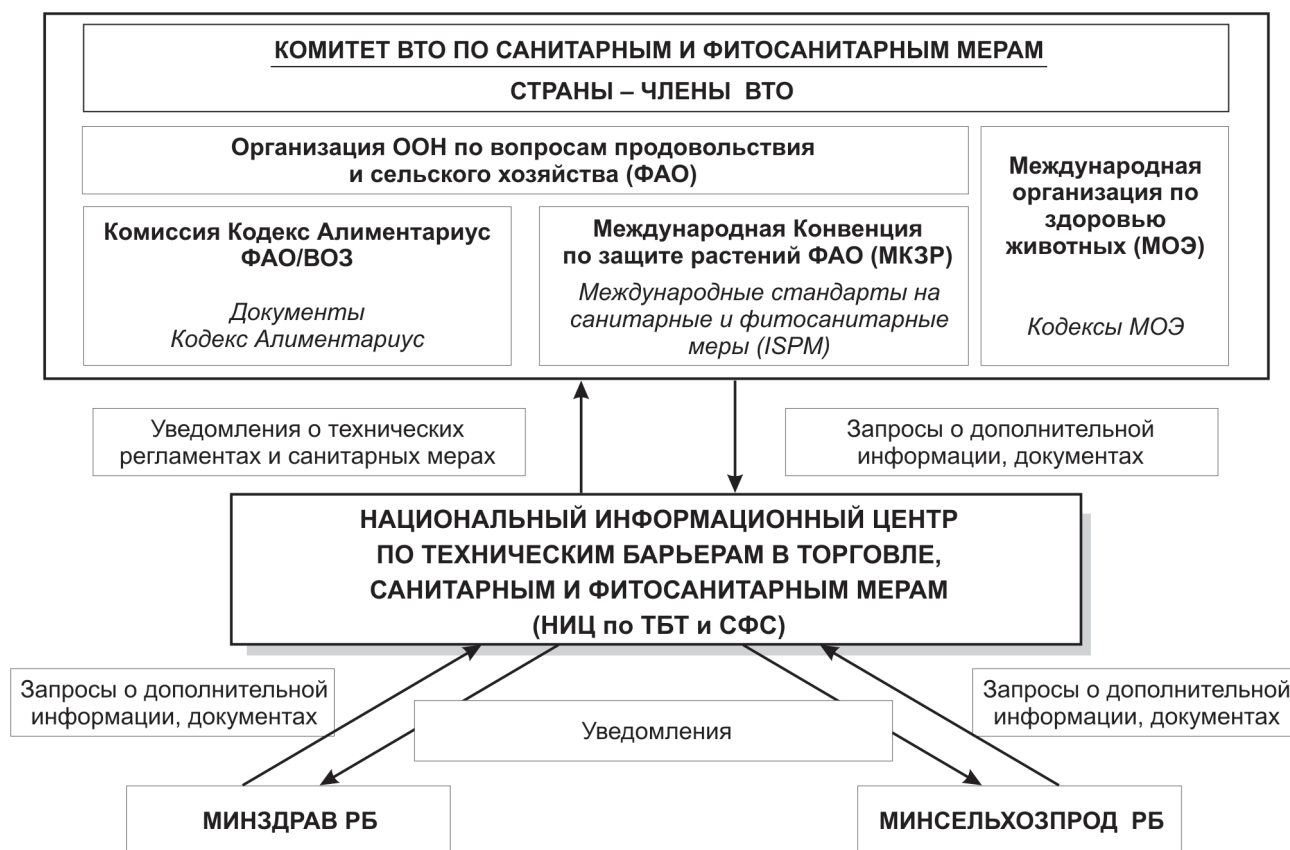 КОМИТЕТ ВТО ПО САНИТАРНЫМ И ФИТОСАНИТАРНЫМ МЕРАМ
СТРАНЫ – ЧЛЕНЫ ВТО
Организация ООН по вопросам продовольствия
и сельского хозяйства (ФАО)
Комиссия Кодекс Алиментариус
ФАО/ВОЗ
Документы
Кодекс Алиментариус
Международная Конвенция
по защите растений ФАО (МКЗР)
Международные стандарты на
санитарные и фитосанитарные
меры (ISPM)
Международная
организация по
здоровью
животных (МОЭ)
Кодексы МОЭ
Уведомления о технических
регламентах и санитарных мерах
Запросы о дополнительной
информации, документах
НАЦИОНАЛЬНЫЙ ИНФОРМАЦИОННЫЙ ЦЕНТР
ПО ТЕХНИЧЕСКИМ БАРЬЕРАМ В ТОРГОВЛЕ,
САНИТАРНЫМ И ФИТОСАНИТАРНЫМ МЕРАМ
(НИЦ по ТБТ и СФС)
Запросы о дополнительной
информации, документах
Уведомления
Запросы о дополнительной
информации, документах
МИНЗДРАВ РБ
МИНСЕЛЬХОЗПРОД РБ